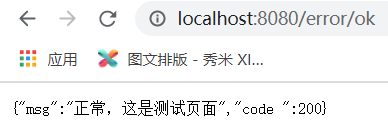 localhost:8080/error/ok
应用 图文排版 - 秀米 XI...
{"msg":"正常，这是测试页面","code ":200}